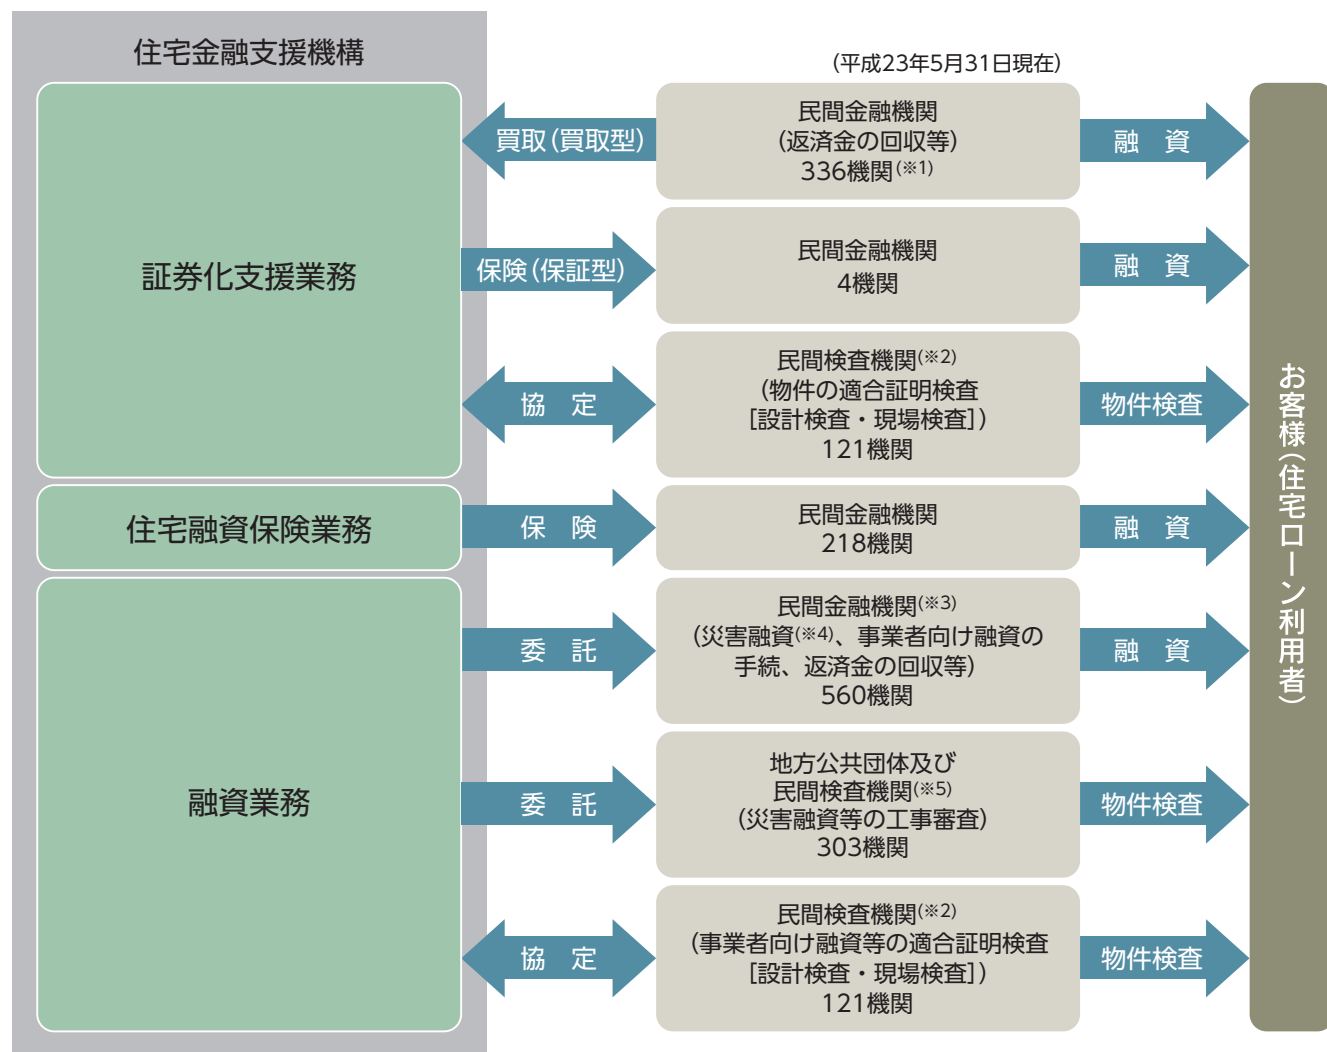 住宅金融支援機構
(平成23年5月31日現在)
証券化支援業務
買取(買取型)
民間金融機関
(返済金の回収等)
336機関(※1)
融 資
保険(保証型)
民間金融機関
4機関
融 資
協 定
民間検査機関(※2)
(物件の適合証明検査
[設計検査・現場検査])
121機関
物件検査
住宅融資保険業務
保 険
民間金融機関
218機関
融 資
融資業務
委 託
民間金融機関(※3)
(災害融資(※4)、事業者向け融資の
手続、返済金の回収等)
560機関
融 資
委 託
地方公共団体及び
民間検査機関(※5)
(災害融資等の工事審査)
303機関
物件検査
協 定
民間検査機関(※2)
(事業者向け融資等の適合証明検査
[設計検査・現場検査])
121機関
物件検査
お客様(住宅ローン利用者)